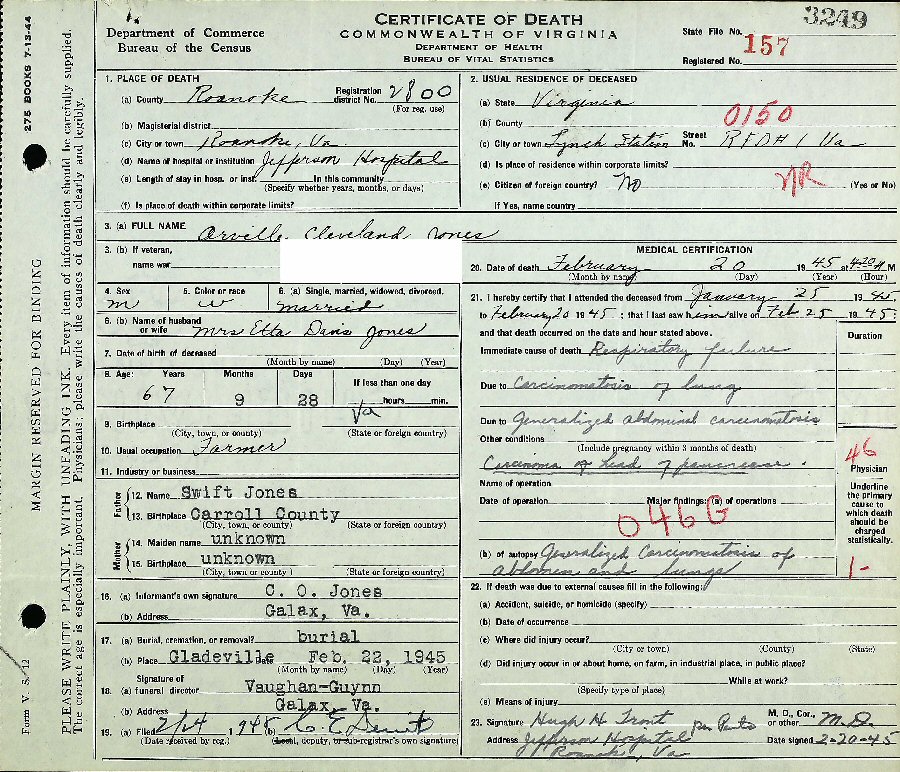 CERTIFICATE OF DEATH
COMMONWEALTH OF VIRGINIA
DEPARTMENT OF HEALTH
BUREAU OF VITAL STATISTICS
1.
Department of Commerce
Bureau of the Census
3249
State File No.
157
Registered No.
275 BOOKS 7-13-44
MARGIN RESERVED FOR BINDING
PLEASE WRITE PLAINLY, WITH UNFADING INK. Every item of information should be carefully supplied.
The correct age is especially important. Physicians: please write the causes of death clearly and legibly.
Form V. S. 12
1. PLACE OF DEATH
(a) County Roanoke Registration district No. 2800
(For reg. use)
(b) Magisterial district
(c) City or town Roanoke, Va
(d) Name of hospital or institution Jefferson Hospital
(e) Length of stay in hosp. or inst. In this community
(Specify whether years, months, or days)
(f) Is place of death within corporate limits?
2. USUAL RESIDENCE OF DECEASED
(a) State Virginia
(b) County 0150
(c) City or town Lynch Station Street No. RFD # 1 Va
(d) Is place of residence within corporate limits?
(e) Citizen of foreign country? No NR (Yes or No)
If Yes, name country
3. (a) FULL NAME Orville Cleveland Jones
3. (b) If veteran,
name war
4. Sex m
5. Color or race w
6. (a) Single, married, widowed, divorced. married
6. (b) Name of husband or wife Mrs Etta Davis Jones
7. Date of birth of deceased
(Month by name) (Day) (Year)
8. Age: Years 67 Months 9 Days 28 If less than one day hours min.
9. Birthplace Va
(City, town, or county) (State or foreign country)
10. Usual occupation Farmer
11. Industry or business
Father
12. Name Swift Jones
13. Birthplace Carroll County
(City, town, or county) (State or foreign country)
Mother
14. Maiden name unknown
15. Birthplace unknown
(City, town, or county) (State or foreign country)
16. (a) Informant's own signature C. O. Jones
(b) Address Galax, Va.
17. (a) Burial, cremation, or removal? burial
(b) Place Gladeville Date Feb. 22, 1945
(Month by name) (Day) (Year)
18. Signature of
(a) funeral director Vaughan-Guynn
(b) Address Galax, Va.
19. (a) Filed 2/24 1945 (b) C. E.
(Date received by reg.) (Local, deputy, or sub-registrar's own signature)
MEDICAL CERTIFICATION
20. Date of death February 20 1945 at 4:20 M
(Month by name) (Day) (Year) (Hour)
21. I hereby certify that I attended the deceased from January 25 1945
to February 20 1945; that I last saw him alive on Feb 25 1945;
and that death occurred on the date and hour stated above.
Duration
Immediate cause of death Respiratory failure
Due to Carcinomatosis of lung
Due to Generalized abdominal carcinomatosis
Other conditions
(Include pregnancy within 3 months of death)
Carcinoma of head of pancreas.
Name of operation
Date of operation Major findings: (a) of operations
046G
(b) of autopsy Generalized Carcinomatosis of
abdomen and lungs
46
Physician
Underline the primary cause to which death should be charged statistically.
1-
22. If death was due to external causes fill in the following:
(a) Accident, suicide, or homicide (specify)
(b) Date of occurrence
(c) Where did injury occur?
(City or town) (County) (State)
(d) Did injury occur in or about home, on farm, in industrial place, in public place?
While at work?
(Specify type of place)
(e) Means of injury
23. Signature Hugh H Trout M. D., Cor., or other M.D.
Address Jefferson Hospital Date signed 2-20-45
Roanoke, Va